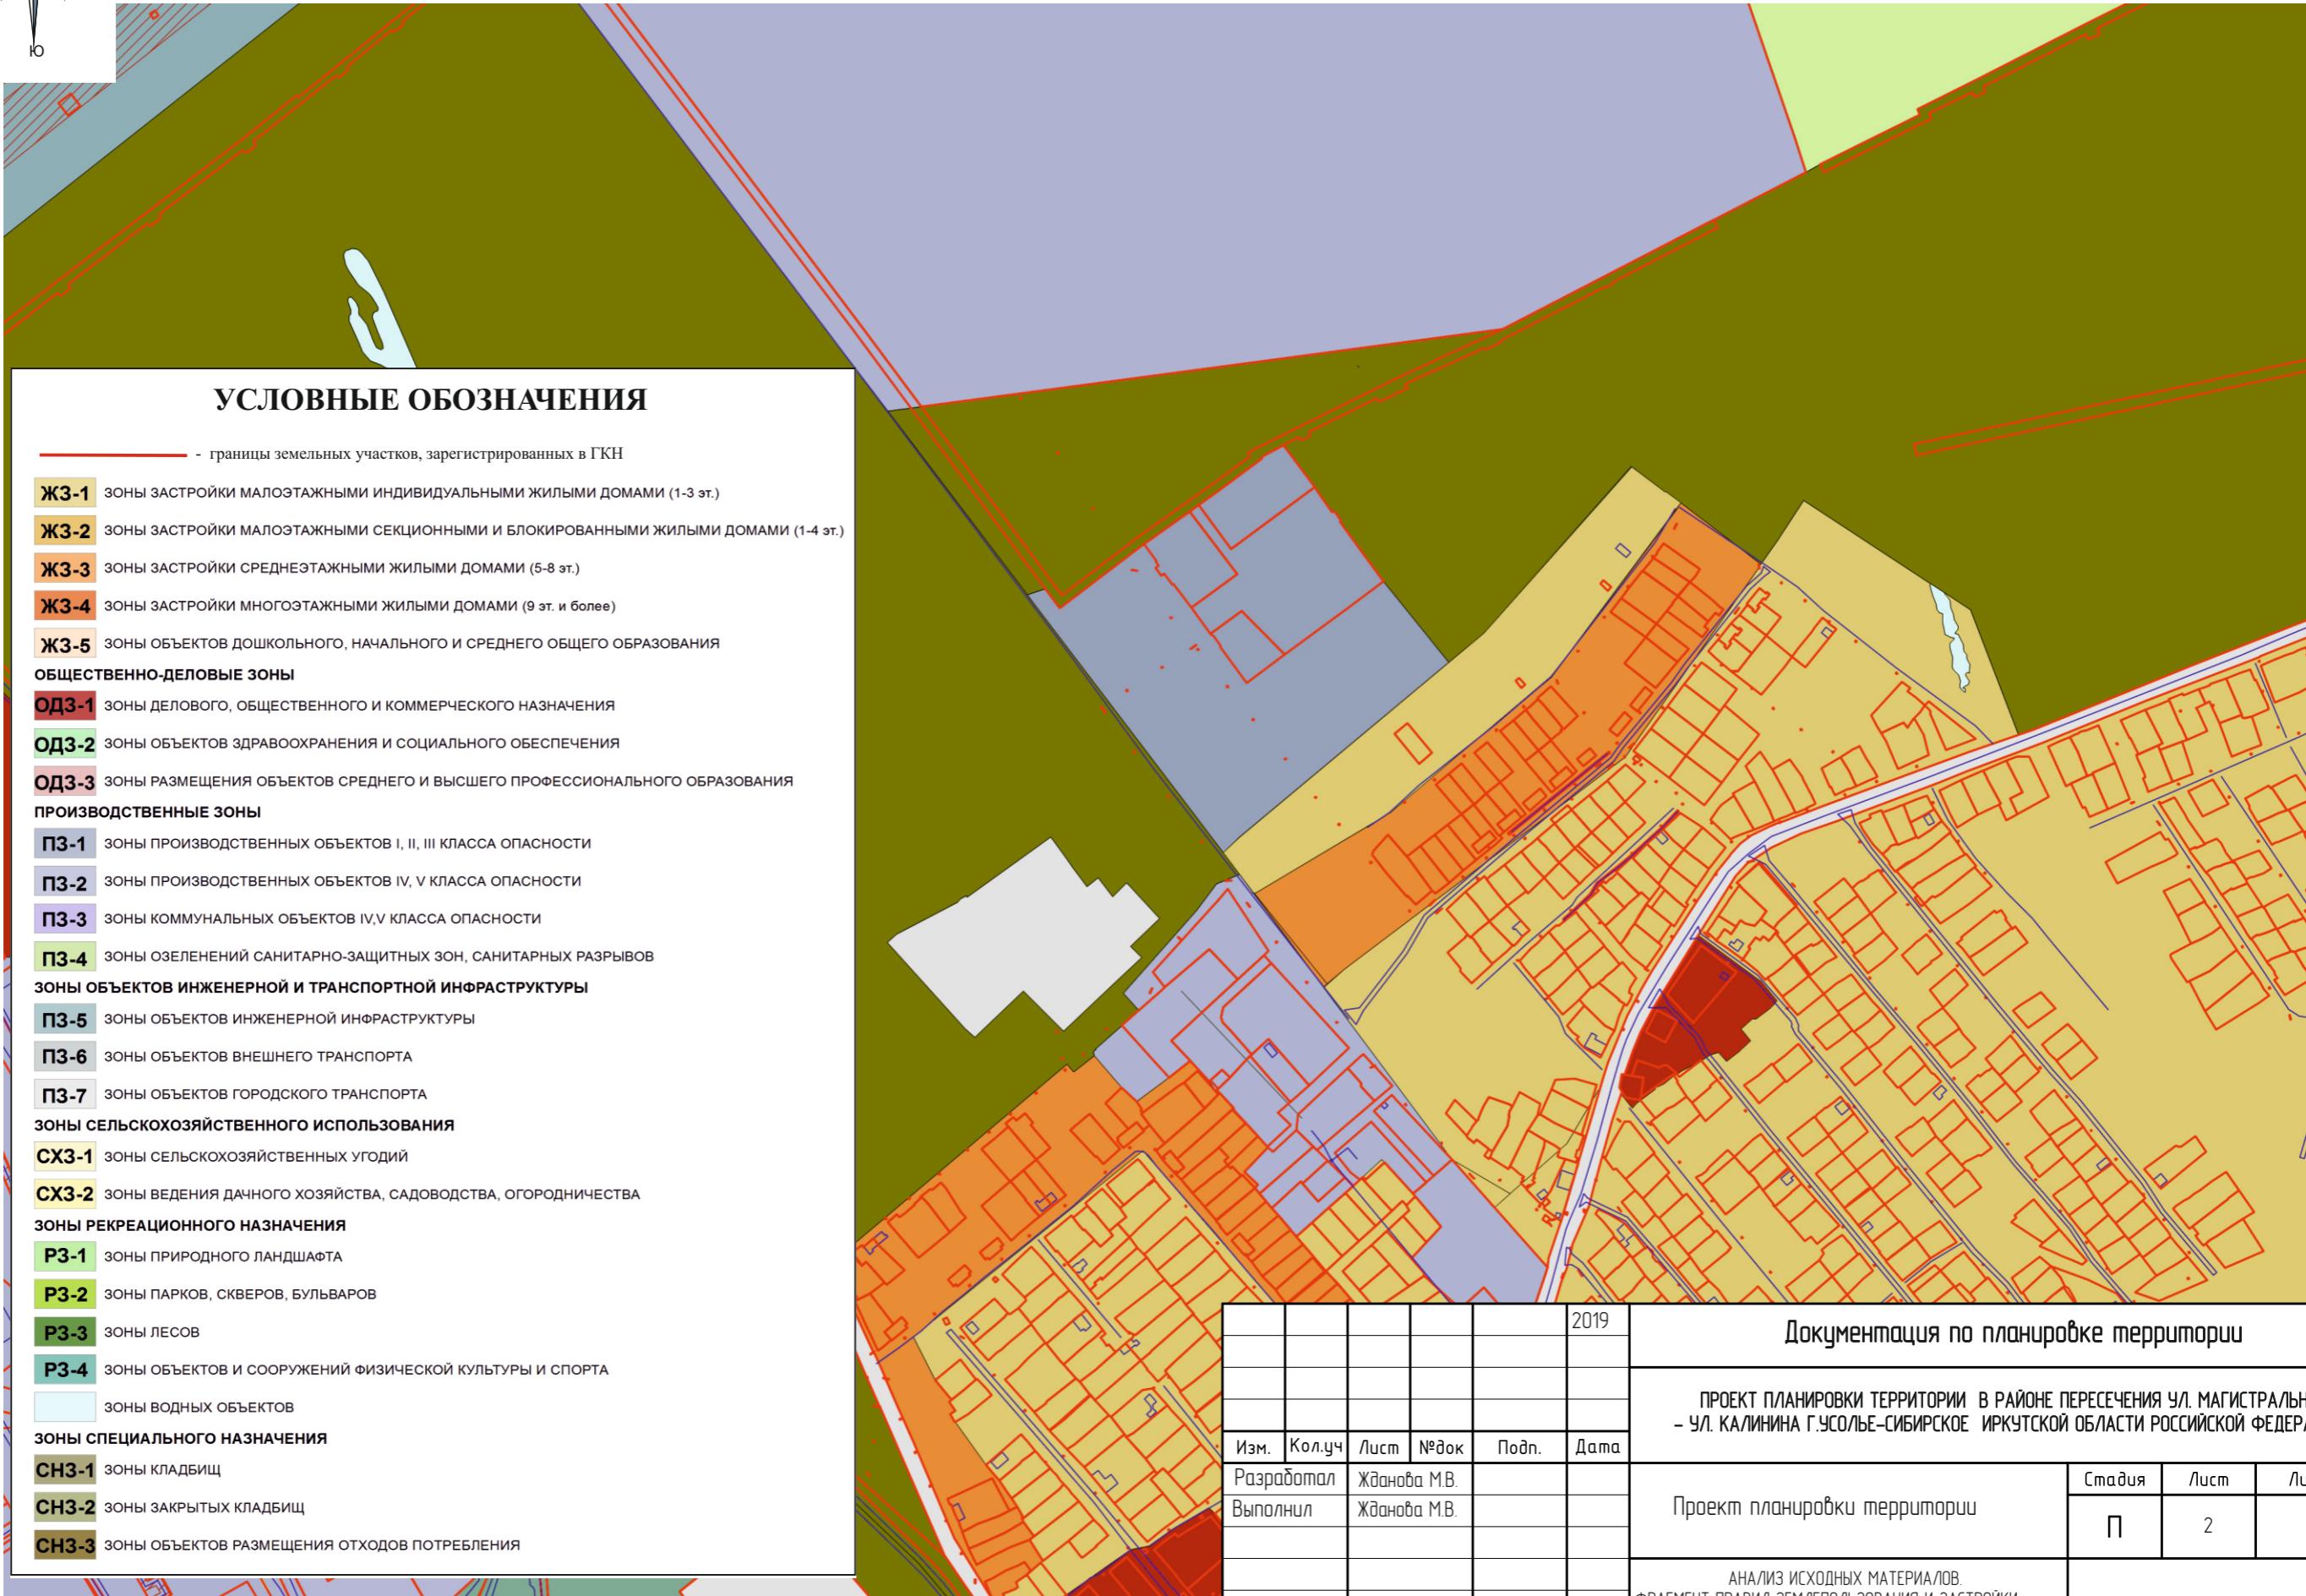 Ю
УСЛОВНЫЕ ОБОЗНАЧЕНИЯ
- границы земельных участков, зарегистрированных в ГКН
ЖЗ-1 ЗОНЫ ЗАСТРОЙКИ МАЛОЭТАЖНЫМИ ИНДИВИДУАЛЬНЫМИ ЖИЛЫМИ ДОМАМИ (1-3 эт.)
ЖЗ-2 ЗОНЫ ЗАСТРОЙКИ МАЛОЭТАЖНЫМИ СЕКЦИОННЫМИ И БЛОКИРОВАННЫМИ ЖИЛЫМИ ДОМАМИ (1-4 эт.)
ЖЗ-3 ЗОНЫ ЗАСТРОЙКИ СРЕДНЕЭТАЖНЫМИ ЖИЛЫМИ ДОМАМИ (5-8 эт.)
ЖЗ-4 ЗОНЫ ЗАСТРОЙКИ МНОГОЭТАЖНЫМИ ЖИЛЫМИ ДОМАМИ (9 эт. и более)
ЖЗ-5 ЗОНЫ ОБЪЕКТОВ ДОШКОЛЬНОГО, НАЧАЛЬНОГО И СРЕДНЕГО ОБЩЕГО ОБРАЗОВАНИЯ
ОБЩЕСТВЕННО-ДЕЛОВЫЕ ЗОНЫ
ОДЗ-1 ЗОНЫ ДЕЛОВОГО, ОБЩЕСТВЕННОГО И КОММЕРЧЕСКОГО НАЗНАЧЕНИЯ
ОДЗ-2 ЗОНЫ ОБЪЕКТОВ ЗДРАВООХРАНЕНИЯ И СОЦИАЛЬНОГО ОБЕСПЕЧЕНИЯ
ОДЗ-3 ЗОНЫ РАЗМЕЩЕНИЯ ОБЪЕКТОВ СРЕДНЕГО И ВЫСШЕГО ПРОФЕССИОНАЛЬНОГО ОБРАЗОВАНИЯ
ПРОИЗВОДСТВЕННЫЕ ЗОНЫ
ПЗ-1 ЗОНЫ ПРОИЗВОДСТВЕННЫХ ОБЪЕКТОВ I, II, III КЛАССА ОПАСНОСТИ
ПЗ-2 ЗОНЫ ПРОИЗВОДСТВЕННЫХ ОБЪЕКТОВ IV, V КЛАССА ОПАСНОСТИ
ПЗ-3 ЗОНЫ КОММУНАЛЬНЫХ ОБЪЕКТОВ IV,V КЛАССА ОПАСНОСТИ
ПЗ-4 ЗОНЫ ОЗЕЛЕНЕНИЙ САНИТАРНО-ЗАЩИТНЫХ ЗОН, САНИТАРНЫХ РАЗРЫВОВ
ЗОНЫ ОБЪЕКТОВ ИНЖЕНЕРНОЙ И ТРАНСПОРТНОЙ ИНФРАСТРУКТУРЫ
ПЗ-5 ЗОНЫ ОБЪЕКТОВ ИНЖЕНЕРНОЙ ИНФРАСТРУКТУРЫ
ПЗ-6 ЗОНЫ ОБЪЕКТОВ ВНЕШНЕГО ТРАНСПОРТА
ПЗ-7 ЗОНЫ ОБЪЕКТОВ ГОРОДСКОГО ТРАНСПОРТА
ЗОНЫ СЕЛЬСКОХОЗЯЙСТВЕННОГО ИСПОЛЬЗОВАНИЯ
СХЗ-1 ЗОНЫ СЕЛЬСКОХОЗЯЙСТВЕННЫХ УГОДИЙ
СХЗ-2 ЗОНЫ ВЕДЕНИЯ ДАЧНОГО ХОЗЯЙСТВА, САДОВОДСТВА, ОГОРОДНИЧЕСТВА
ЗОНЫ РЕКРЕАЦИОННОГО НАЗНАЧЕНИЯ
РЗ-1 ЗОНЫ ПРИРОДНОГО ЛАНДШАФТА
РЗ-2 ЗОНЫ ПАРКОВ, СКВЕРОВ, БУЛЬВАРОВ
РЗ-3 ЗОНЫ ЛЕСОВ
РЗ-4 ЗОНЫ ОБЪЕКТОВ И СООРУЖЕНИЙ ФИЗИЧЕСКОЙ КУЛЬТУРЫ И СПОРТА
ЗОНЫ ВОДНЫХ ОБЪЕКТОВ
ЗОНЫ СПЕЦИАЛЬНОГО НАЗНАЧЕНИЯ
СНЗ-1 ЗОНЫ КЛАДБИЩ
СНЗ-2 ЗОНЫ ЗАКРЫТЫХ КЛАДБИЩ
СНЗ-3 ЗОНЫ ОБЪЕКТОВ РАЗМЕЩЕНИЯ ОТХОДОВ ПОТРЕБЛЕНИЯ
2019
Документация по планировке территории
ПРОЕКТ ПЛАНИРОВКИ ТЕРРИТОРИИ В РАЙОНЕ ПЕРЕСЕЧЕНИЯ УЛ. МАГИСТРАЛЬН
- УЛ. КАЛИНИНА Г.УСОЛЬЕ-СИБИРСКОЕ ИРКУТСКОЙ ОБЛАСТИ РОССИЙСКОЙ ФЕДЕРА
Изм. Кол.уч Лист №док Подп. Дата
Разработал Жданова М.В.
Выполнил Жданова М.В.
Проект планировки территории
Стадия Лист
П 2
АНАЛИЗ ИСХОДНЫХ МАТЕРИАЛОВ.
ФРАГМЕНТ ПРАВИЛ ЗЕМЛЕПОЛЬЗОВАНИЯ И ЗАСТРОЙКИ